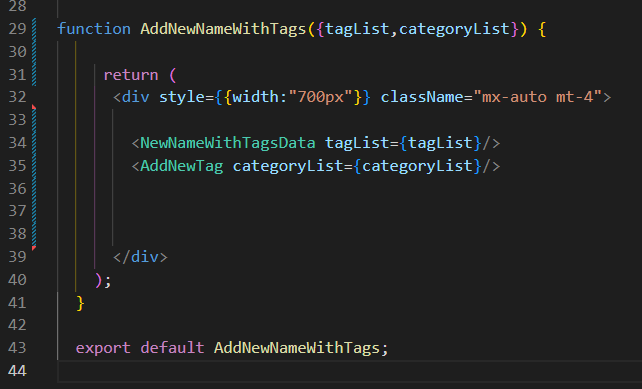 28
29 function AddNewNameWithTags({tagList,categoryList}) {
30
31 return (
32 <div style={{width:"700px"}} className="mx-auto mt-4">
33
34 <NewNameWithTagsData tagList={tagList}/>
35 <AddNewTag categoryList={categoryList}/>
36
37
38
39 </div>
40 );
41 }
42
43 export default AddNewNameWithTags;
44